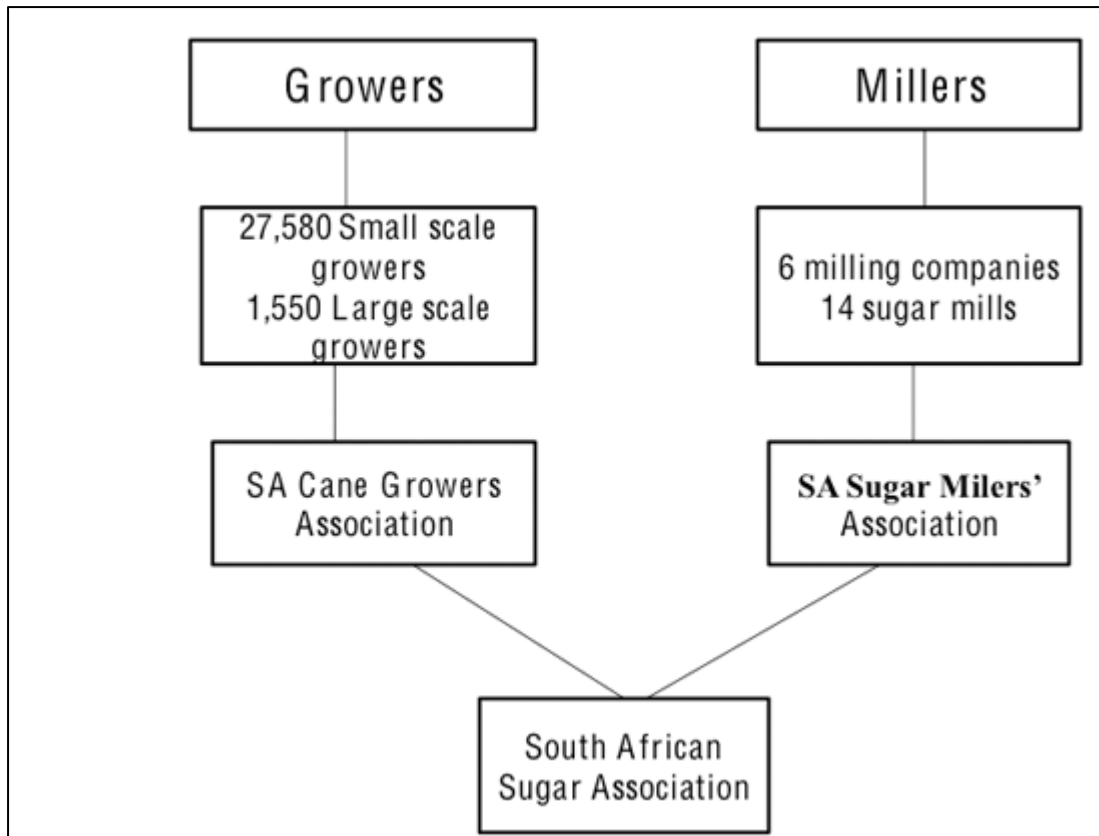 Growers
Millers
27,580 Small scale
growers
1,550 Large scale
growers
6 milling companies
14 sugar mills
SA Cane Growers
Association
SA Sugar Milers’
Association
South African
Sugar Association